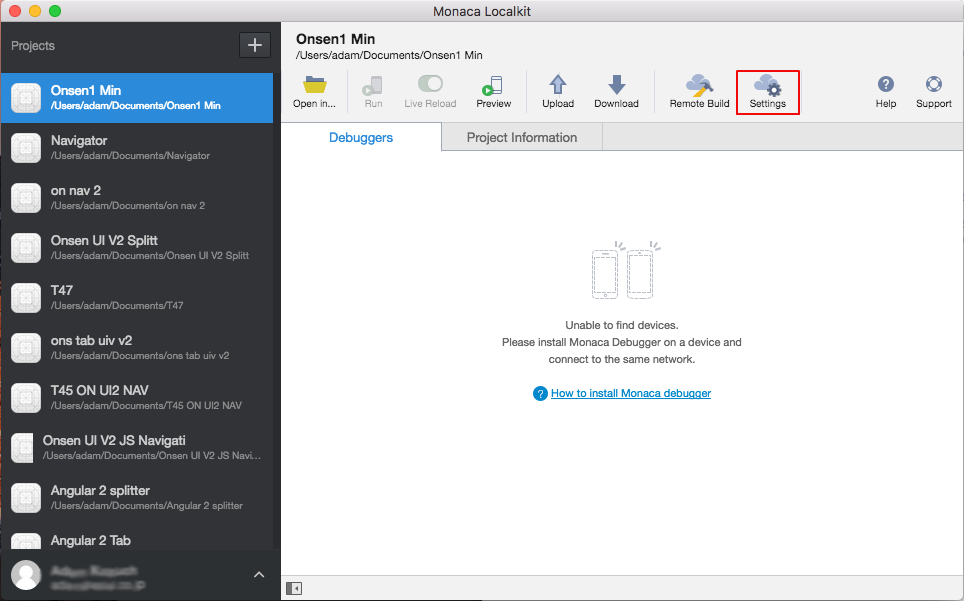 Monaca Localkit
Projects
Onsen1 Min
/Users/adam/Documents/Onsen1 Min
Navigator
/Users/adam/Documents/Navigator
on nav 2
/Users/adam/Documents/on nav 2
Onsen UI V2 Splitt
/Users/adam/Documents/Onsen UI V2 Splitt
T47
/Users/adam/Documents/T47
ons tab uiv v2
/Users/adam/Documents/ons tab uiv v2
T45 ON UI2 NAV
/Users/adam/Documents/T45 ON UI2 NAV
Onsen UI V2 JS Navigati
/Users/adam/Documents/Onsen UI V2 JS Navi...
Angular 2 splitter
/Users/adam/Documents/Angular 2 splitter
Angular 2 Tab
Onsen1 Min
/Users/adam/Documents/Onsen1 Min
Open in... Run Live Reload Preview Upload Download Remote Build Settings Help Support
Debuggers Project Information
Unable to find devices.
Please install Monaca Debugger on a device and
connect to the same network.
? How to install Monaca debugger